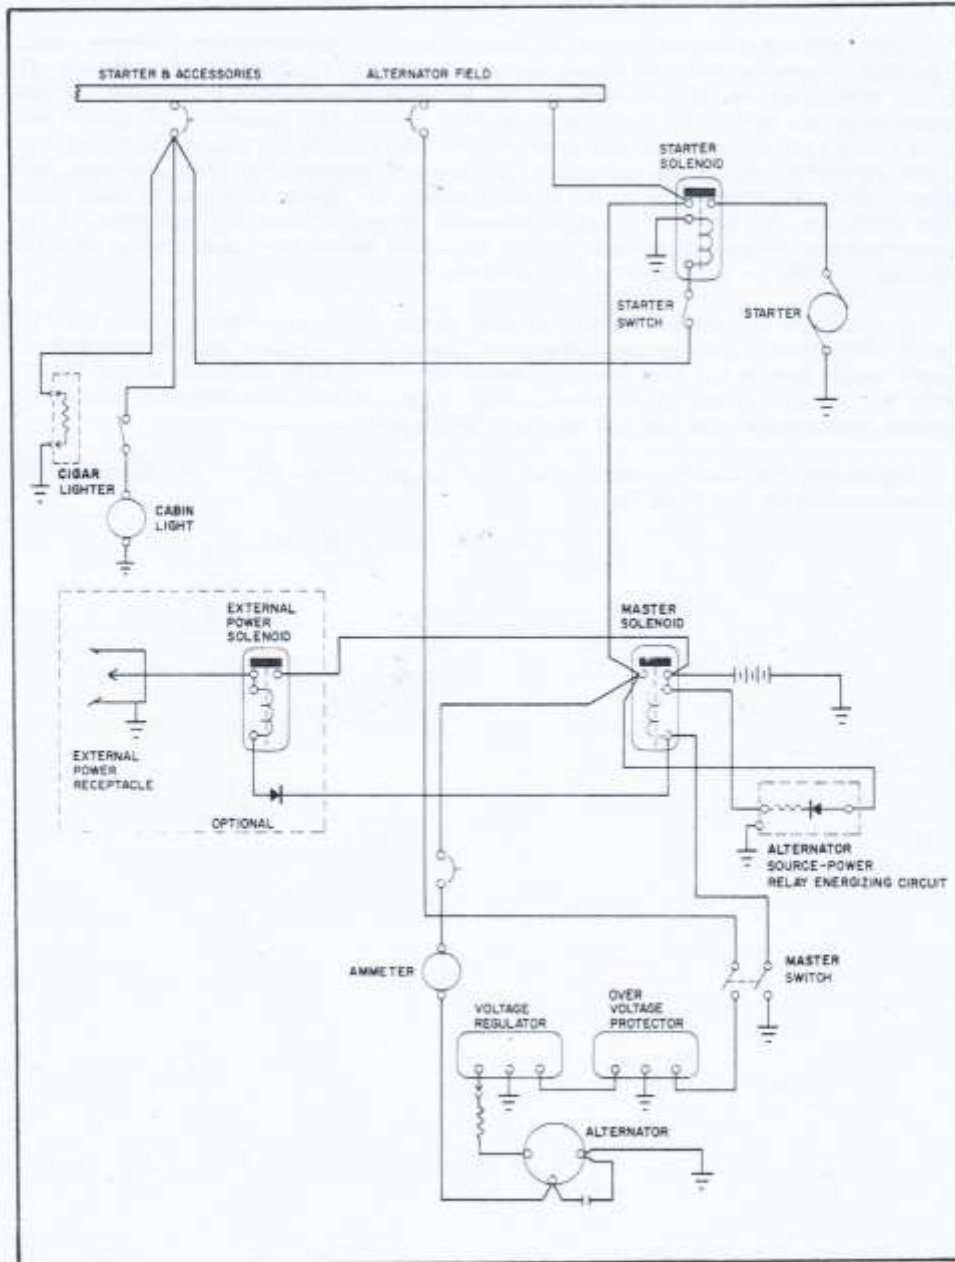 STARTER & ACCESSORIES
ALTERNATOR FIELD
STARTER
SOLENOID
STARTER
SWITCH
STARTER
CIGAR
LIGHTER
CABIN
LIGHT
EXTERNAL
POWER
SOLENOID
MASTER
SOLENOID
EXTERNAL
POWER
RECEPTACLE
OPTIONAL
ALTERNATOR
SOURCE-POWER
RELAY ENERGIZING CIRCUIT
AMMETER
MASTER
SWITCH
VOLTAGE
REGULATOR
OVER
VOLTAGE
PROTECTOR
ALTERNATOR